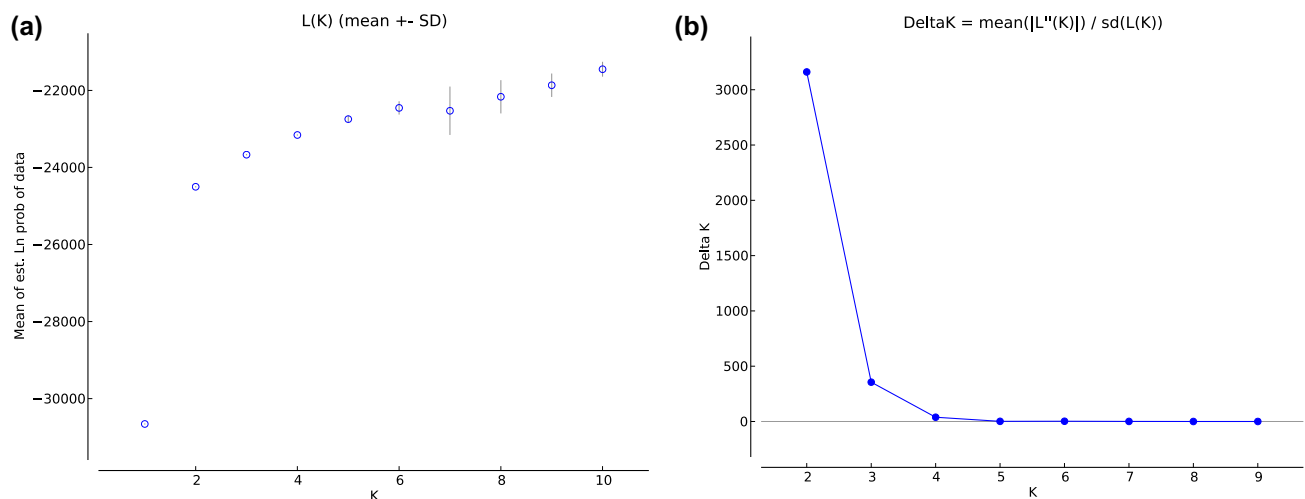 (a)
L(K) (mean +- SD)
Mean of est. Ln prob of data
−22000
−24000
−26000
−28000
−30000
2 4 6 8 10
K
(b)
DeltaK = mean(|L"(K)|) / sd(L(K))
Delta K
3000
2500
2000
1500
1000
500
0
2 3 4 5 6 7 8 9
K